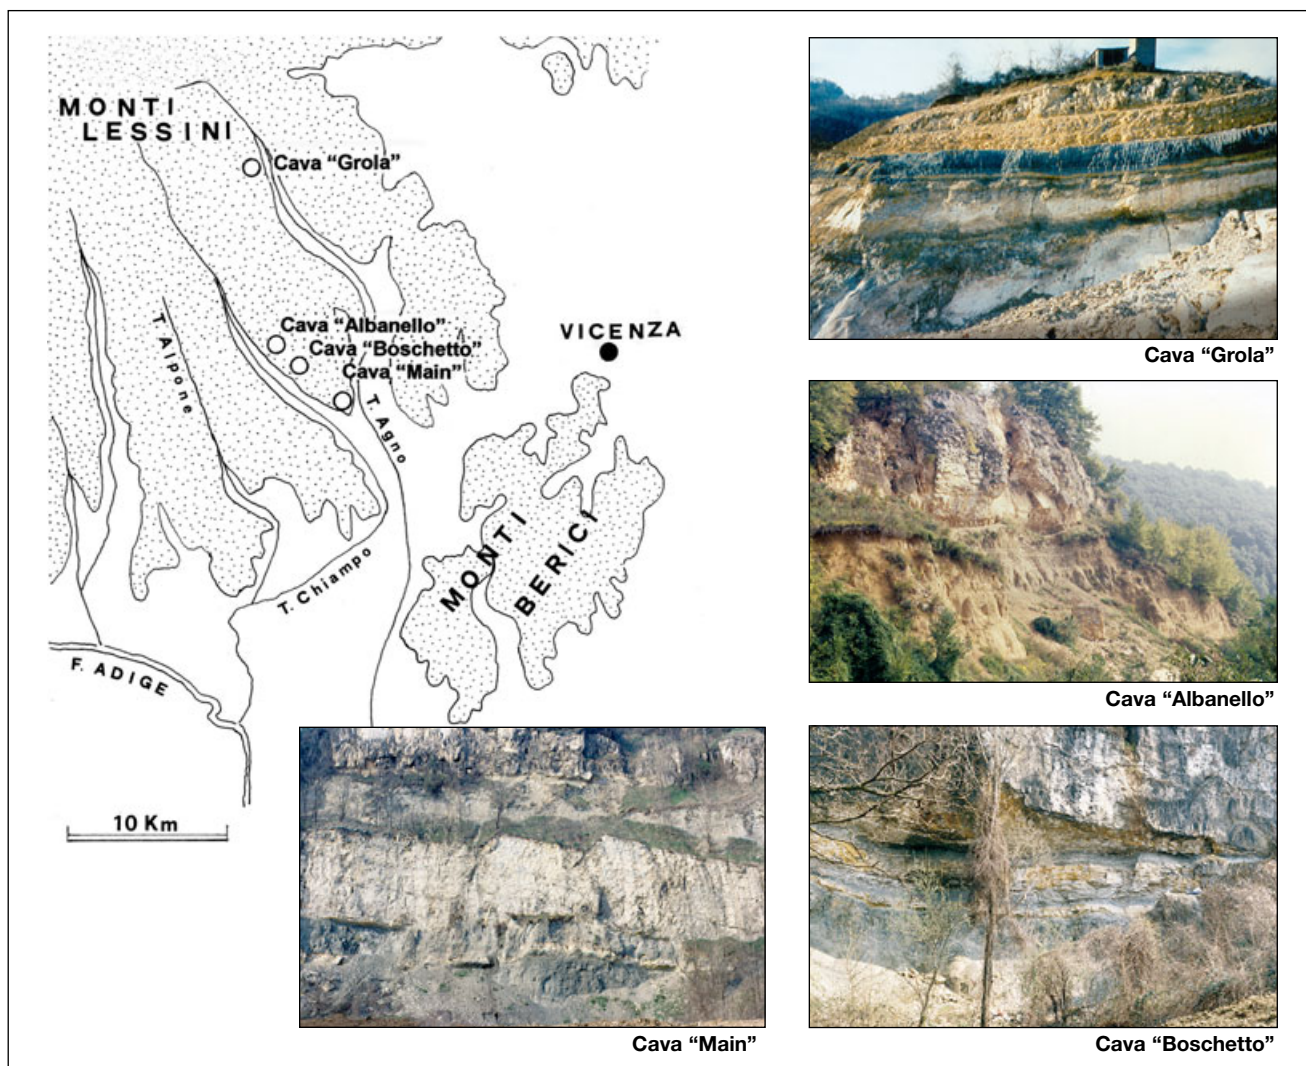 MONTI
LESSINI
Cava “Grola”
Cava “Albanello”
Cava “Boschetto”
Cava “Main”
VICENZA
T. Alpone
T. Agno
T. Chiampo
MONTI
BERICI
F. ADIGE
10 Km
Cava “Grola”
Cava “Albanello”
Cava “Main”
Cava “Boschetto”